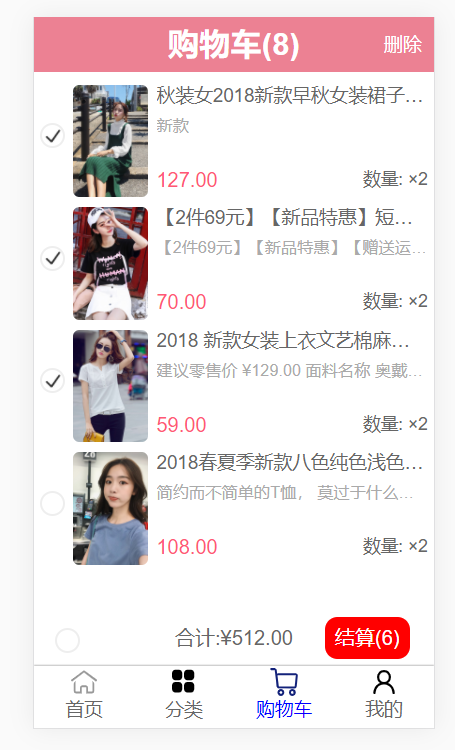 购物车(8)
删除
秋装女2018新款早秋女装裙子…
新款
127.00
数量: ×2
【2件69元】【新品特惠】短…
【2件69元】【新品特惠】【赠送运…
70.00
数量: ×2
2018 新款女装上衣文艺棉麻…
建议零售价 ¥129.00 面料名称 奥戴…
59.00
数量: ×2
2018春夏季新款八色纯色浅色…
简约而不简单的T恤， 莫过于什么…
108.00
数量: ×2
合计:¥512.00
结算(6)
首页
分类
购物车
我的